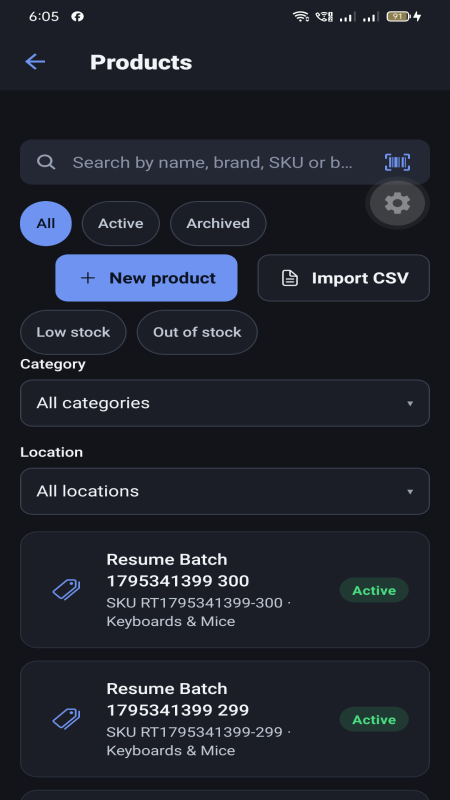 6:05
91
Products
Search by name, brand, SKU or b...
All
Active
Archived
New product
Import CSV
Low stock
Out of stock
Category
All categories
Location
All locations
Resume Batch
1795341399 300
SKU RT1795341399-300 ·
Keyboards & Mice
Active
Resume Batch
1795341399 299
SKU RT1795341399-299 ·
Keyboards & Mice
Active